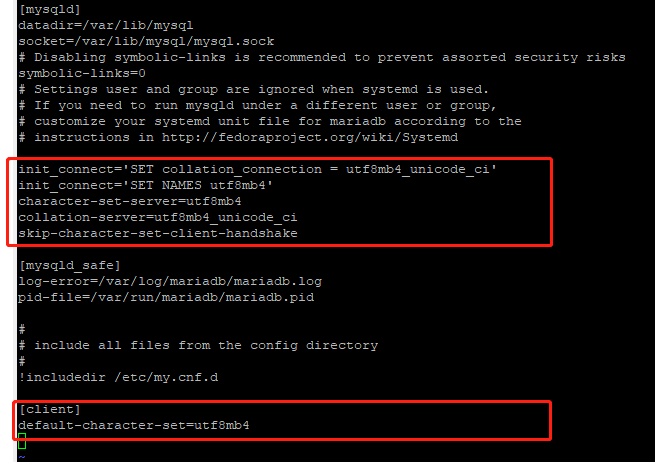 [mysqld]
datadir=/var/lib/mysql
socket=/var/lib/mysql/mysql.sock
# Disabling symbolic-links is recommended to prevent assorted security risks
symbolic-links=0
# Settings user and group are ignored when systemd is used.
# If you need to run mysqld under a different user or group,
# customize your systemd unit file for mariadb according to the
# instructions in http://fedoraproject.org/wiki/Systemd
init_connect='SET collation_connection = utf8mb4_unicode_ci'
init_connect='SET NAMES utf8mb4'
character-set-server=utf8mb4
collation-server=utf8mb4_unicode_ci
skip-character-set-client-handshake
[mysqld_safe]
log-error=/var/log/mariadb/mariadb.log
pid-file=/var/run/mariadb/mariadb.pid
#
# include all files from the config directory
#
!includedir /etc/my.cnf.d
[client]
default-character-set=utf8mb4
~